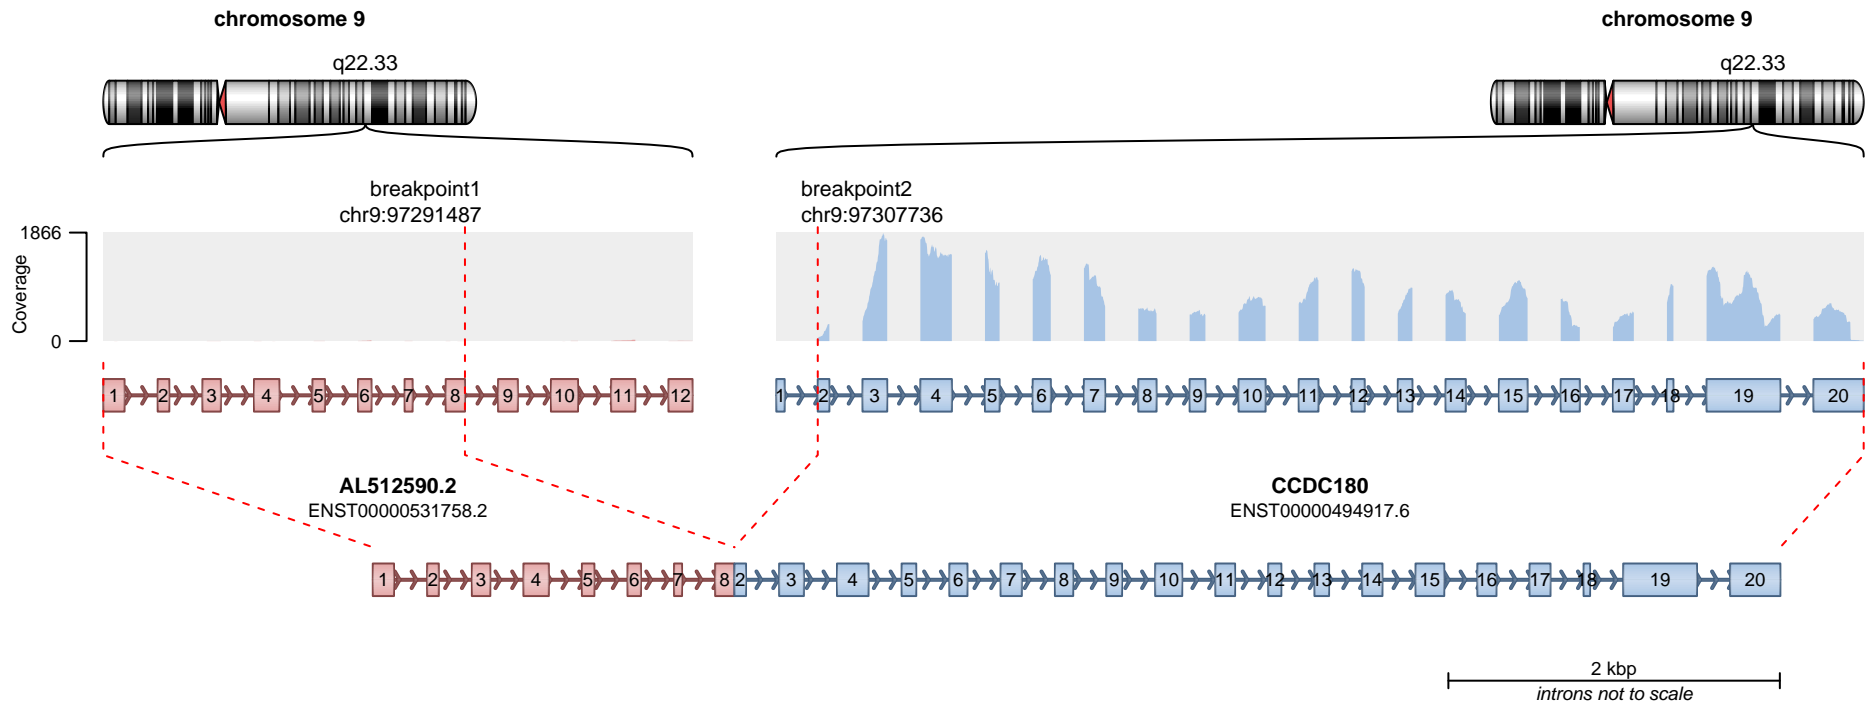 chromosome 9
chromosome 9
q22.33
q22.33
breakpoint1
chr9:97291487
breakpoint2
chr9:97307736
1866
Coverage
0
1 2 3 4 5 6 7 8 9 10 11 12
1 2 3 4 5 6 7 8 9 10 11 12 13 14 15 16 17 18 19 20
AL512590.2
ENST00000531758.2
CCDC180
ENST00000494917.6
1 2 3 4 5 6 7 8 2 3 4 5 6 7 8 9 10 11 12 13 14 15 16 17 18 19 20
2 kbp
introns not to scale